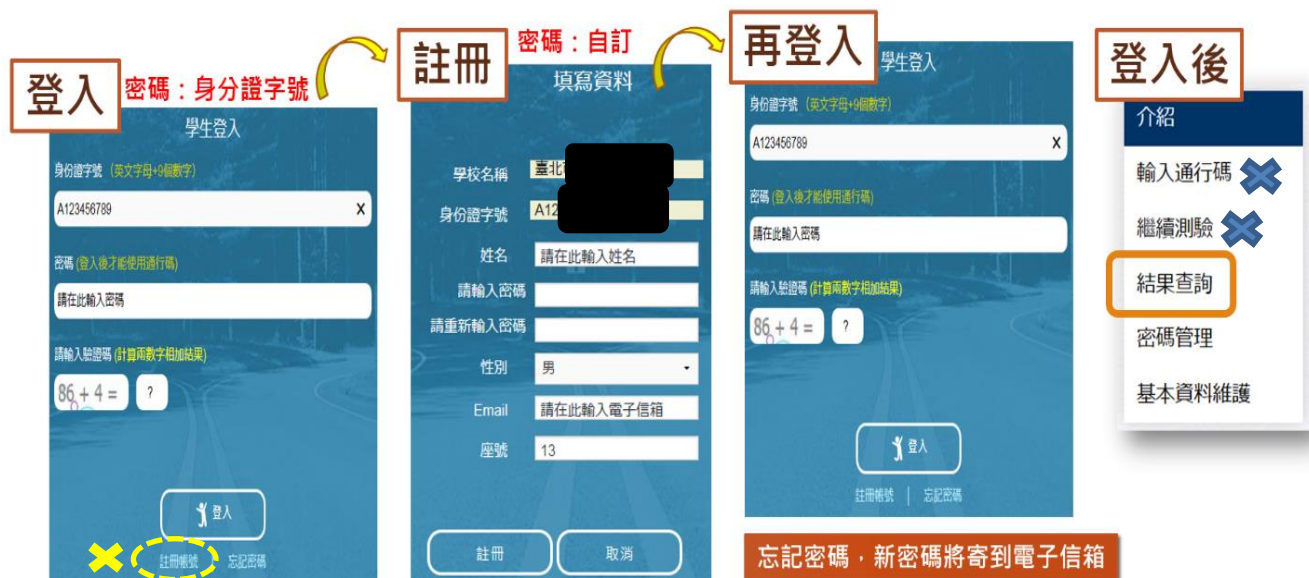 登入
密碼：身分證字號
學生登入
身份證字號 (英文字母+9個數字)
A123456789 X
密碼 (登入後才能使用通行碼)
請在此輸入密碼
請輸入驗證碼 (計算兩數字相加結果)
86 + 4 = ?
登入
註冊帳號 忘記密碼
註冊
密碼：自訂
填寫資料
學校名稱 臺北
身份證字號 A12
姓名 請在此輸入姓名
請輸入密碼
請重新輸入密碼
性別 男
Email 請在此輸入電子信箱
座號 13
註冊 取消
再登入
學生登入
身份證字號 (英文字母+9個數字)
A123456789 X
密碼 (登入後才能使用通行碼)
請在此輸入密碼
請輸入驗證碼 (計算兩數字相加結果)
86 + 4 = ?
登入
註冊帳號 | 忘記密碼
忘記密碼，新密碼將寄到電子信箱
登入後
介紹
輸入通行碼
繼續測驗
結果查詢
密碼管理
基本資料維護